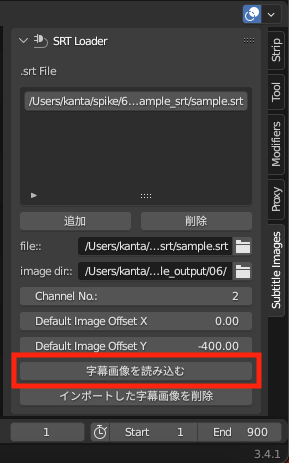 SRT Loader
.srt File
/Users/kanta/spike/6…ample_srt/sample.srt
追加
削除
file::
/Users/kanta/…srt/sample.srt
image dir::
/Users/kanta/…le_output/06/
Channel No.:
2
Default Image Offset X
0.00
Default Image Offset Y
-400.00
字幕画像を読み込む
インポートした字幕画像を削除
Strip
Tool
Modifiers
Proxy
Subtitle Images
1
Start
1
End
900
3.4.1